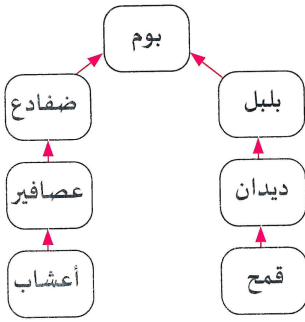 بوم
ضفادع
بلبل
عصافير
ديدان
أعشاب
قمح